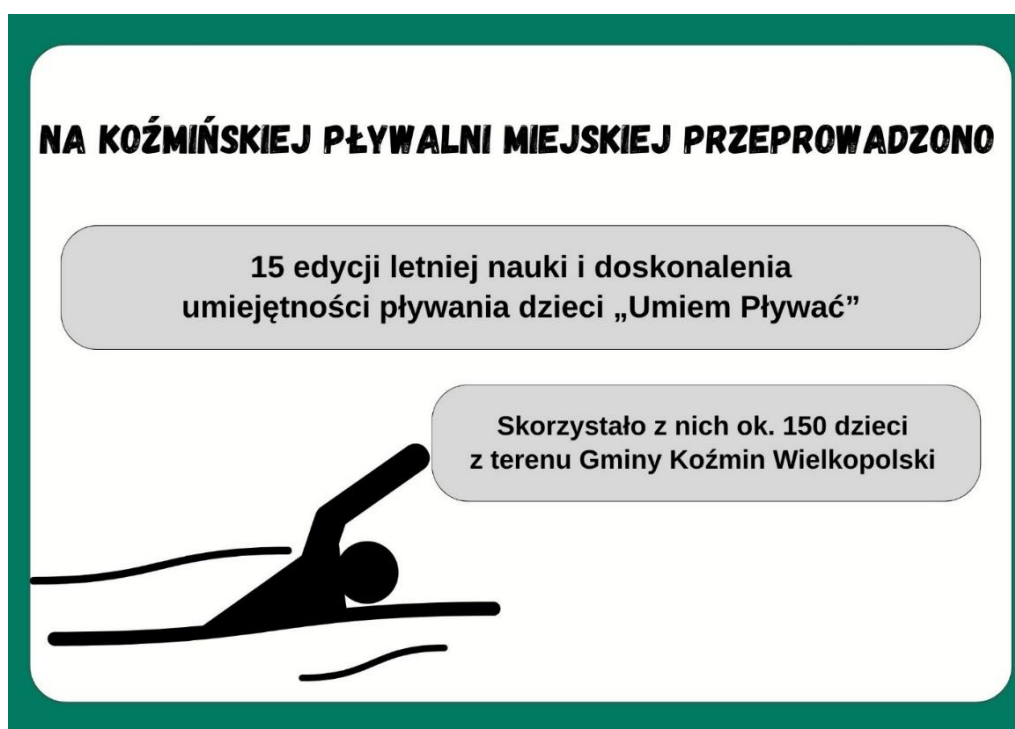 NA KOŹMIŃSKIEJ PŁYWALNI MIEJSKIEJ PRZEPROWADZONO
15 edycji letniej nauki i doskonalenia
umiejętności pływania dzieci „Umiem Pływać”
Skorzystało z nich ok. 150 dzieci
z terenu Gminy Koźmin Wielkopolski